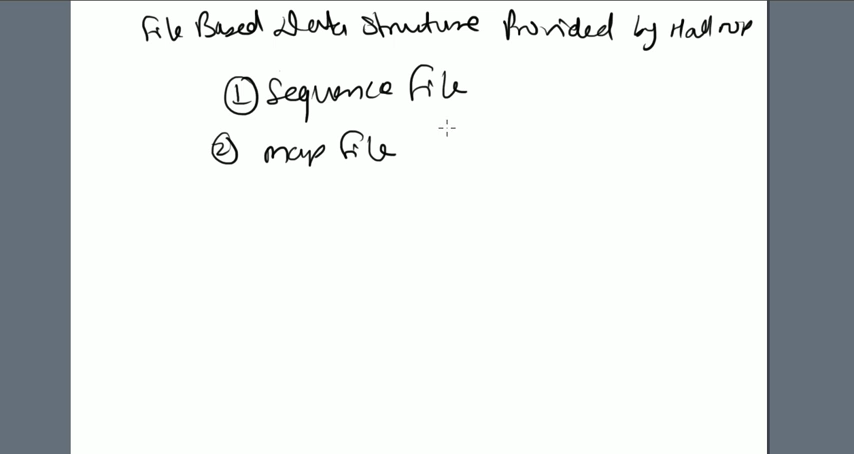 File Based Data Structure Provided by Hadoop
① Sequence File
② Map File